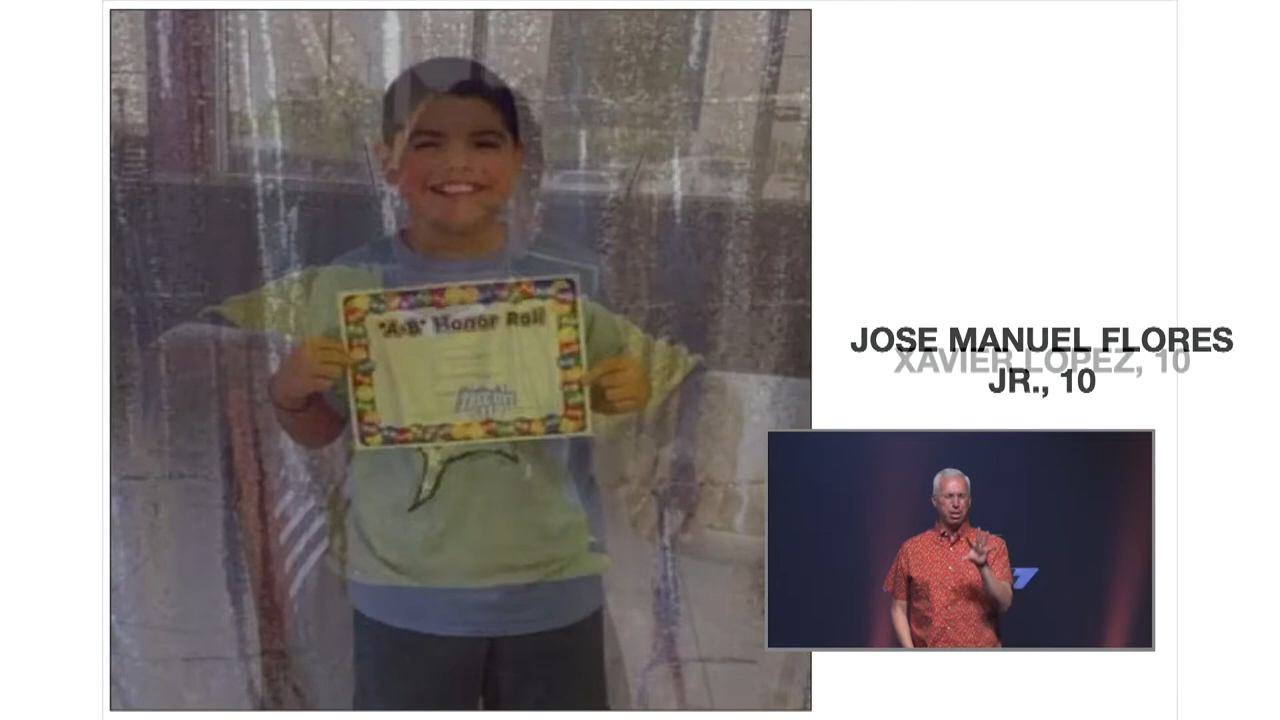 "A-B" Honor Roll
JOSE MANUEL FLORES
XAVIER LOPEZ, 10
JR., 10